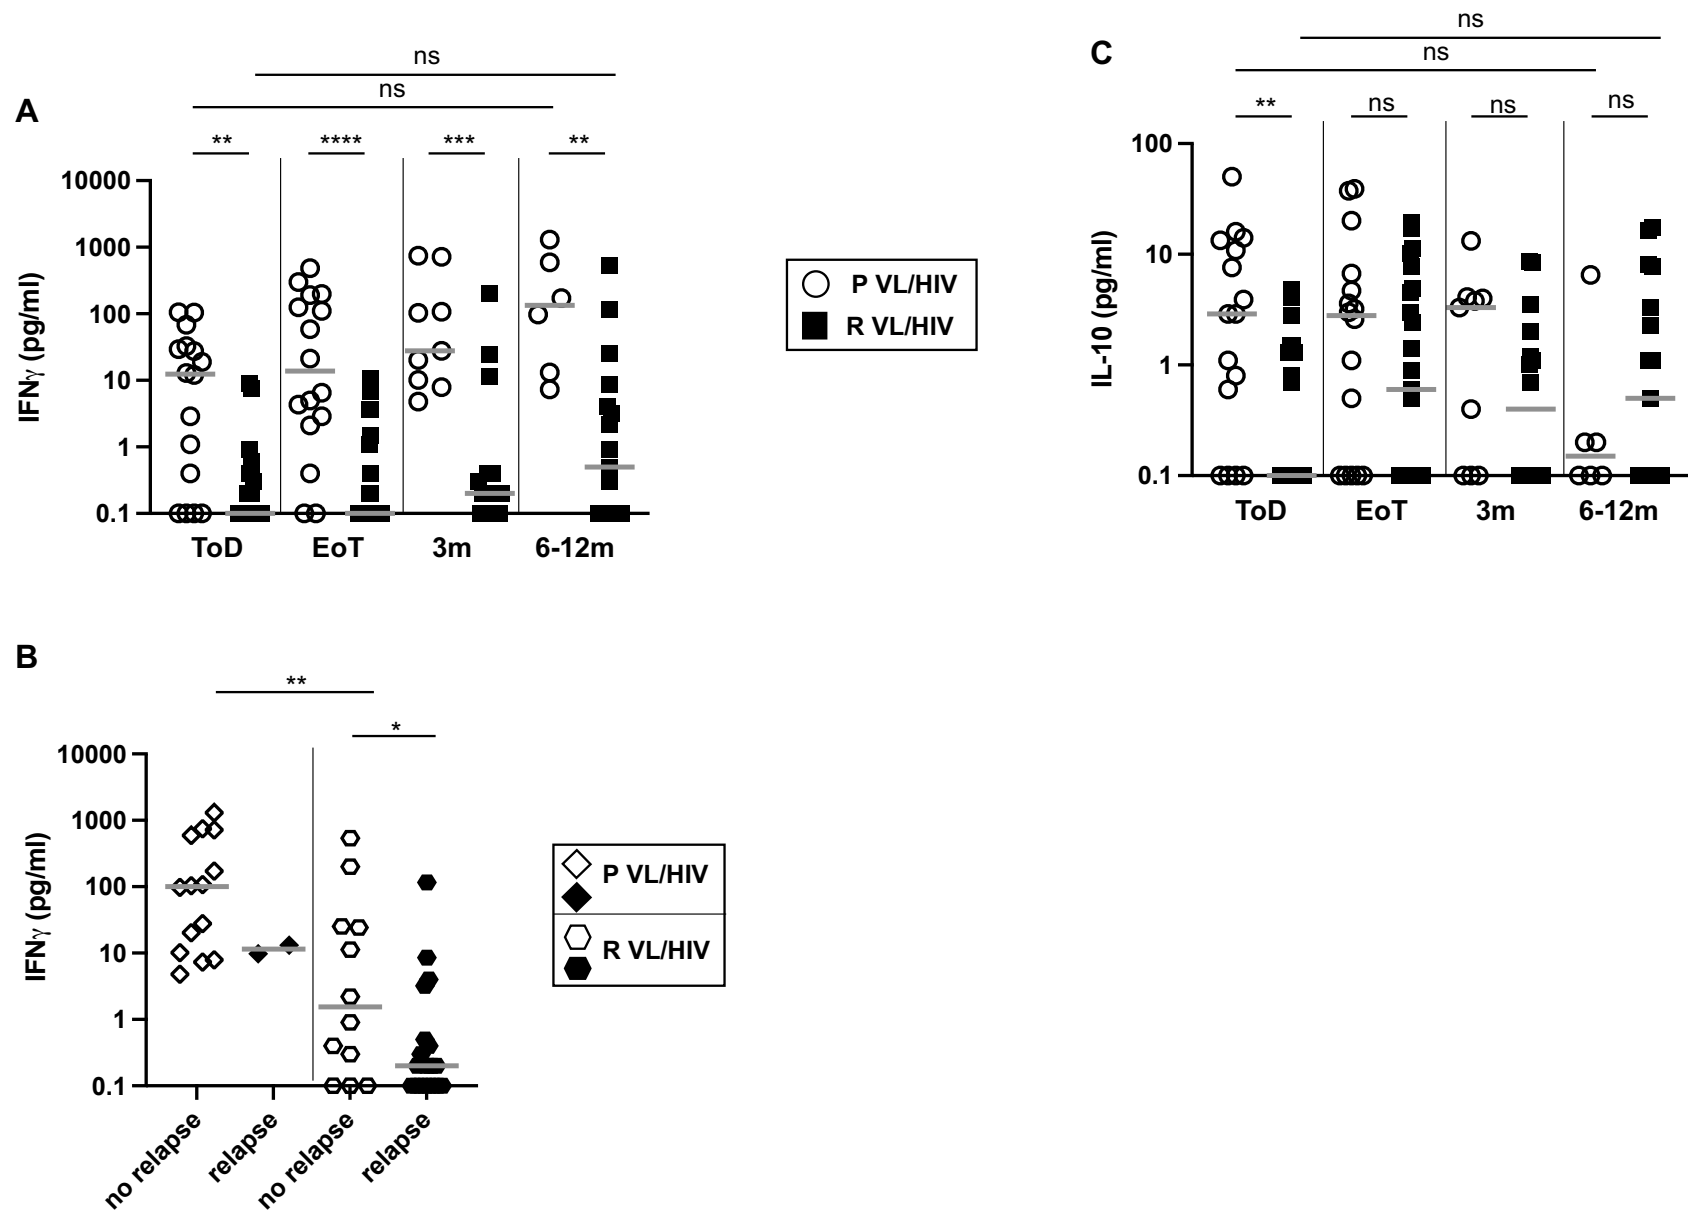 A
ns
ns
**
****
***
**
10000
1000
100
10
1
0.1
IFNγ (pg/ml)
ToD
EoT
3m
6-12m
P VL/HIV
R VL/HIV
C
ns
ns
**
ns
ns
ns
100
10
1
0.1
IL-10 (pg/ml)
ToD
EoT
3m
6-12m
B
**
*
10000
1000
100
10
1
0.1
IFNγ (pg/ml)
no relapse
relapse
no relapse
relapse
P VL/HIV
R VL/HIV